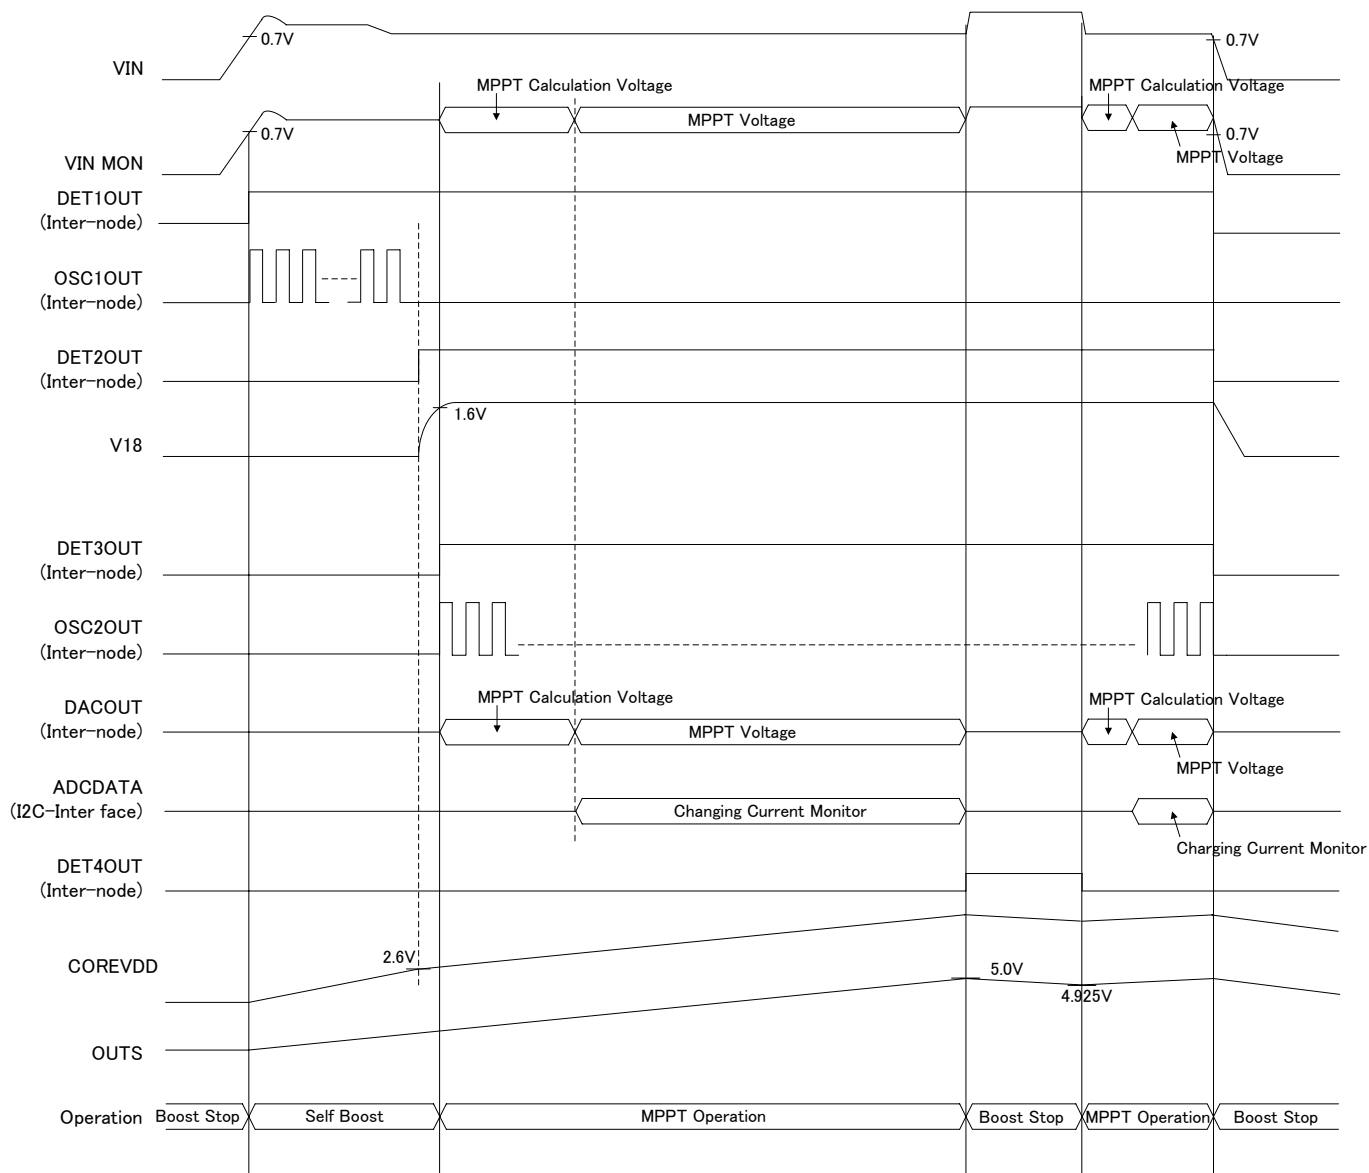 VIN
0.7V
0.7V
MPPT Calculation Voltage
MPPT Calculation Voltage
VIN MON
0.7V
MPPT Voltage
0.7V
MPPT Voltage
DET1OUT
(Inter-node)
OSC1OUT
(Inter-node)
DET2OUT
(Inter-node)
V18
1.6V
DET3OUT
(Inter-node)
OSC2OUT
(Inter-node)
MPPT Calculation Voltage
MPPT Calculation Voltage
DACOUT
(Inter-node)
MPPT Voltage
MPPT Voltage
ADCDATA
(I2C-Inter face)
Changing Current Monitor
Charging Current Monitor
DET4OUT
(Inter-node)
COREVDD
2.6V
5.0V
4.925V
OUTS
Operation
Boost Stop
Self Boost
MPPT Operation
Boost Stop
MPPT Operation
Boost Stop